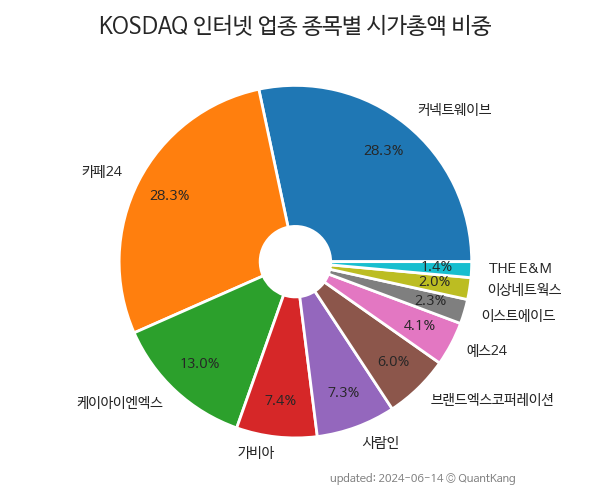 KOSDAQ 인터넷 업종 종목별 시가총액 비중
커넥트웨이브
28.3%
카페24
28.3%
케이아이엔엑스
13.0%
가비아
7.4%
사람인
7.3%
브랜드엑스코퍼레이션
6.0%
예스24
4.1%
이스트에이드
2.3%
이상네트웍스
2.0%
THE E&M
1.4%
updated: 2024-06-14 © QuantKang